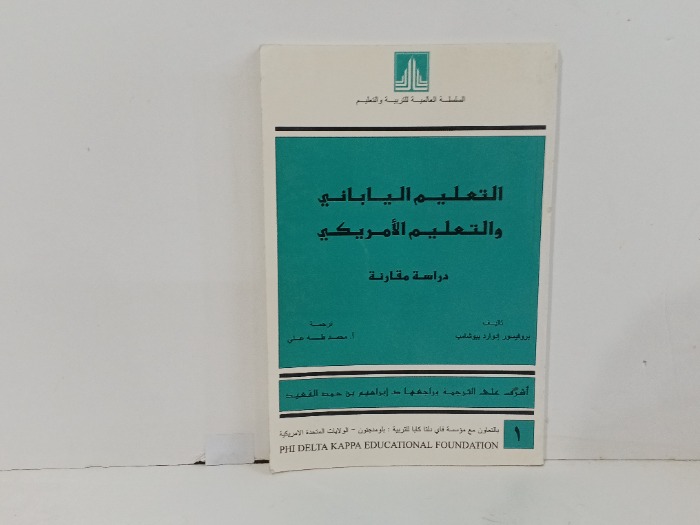 السلسلة العالمية للتربية والتعليم
التعليم الياباني
والتعليم الأمريكي
دراسة مقارنة
تأليف
بروفيسور إدوارد بيوشامب
ترجمة
أ. محمد طه علي
أشرف على الترجمة وراجعها د. إبراهيم بن حمد القعيد
١
بالتعاون مع مؤسسة فاي دلتا كابا للتربية : بلومنجتون - الولايات المتحدة الامريكية
PHI DELTA KAPPA EDUCATIONAL FOUNDATION